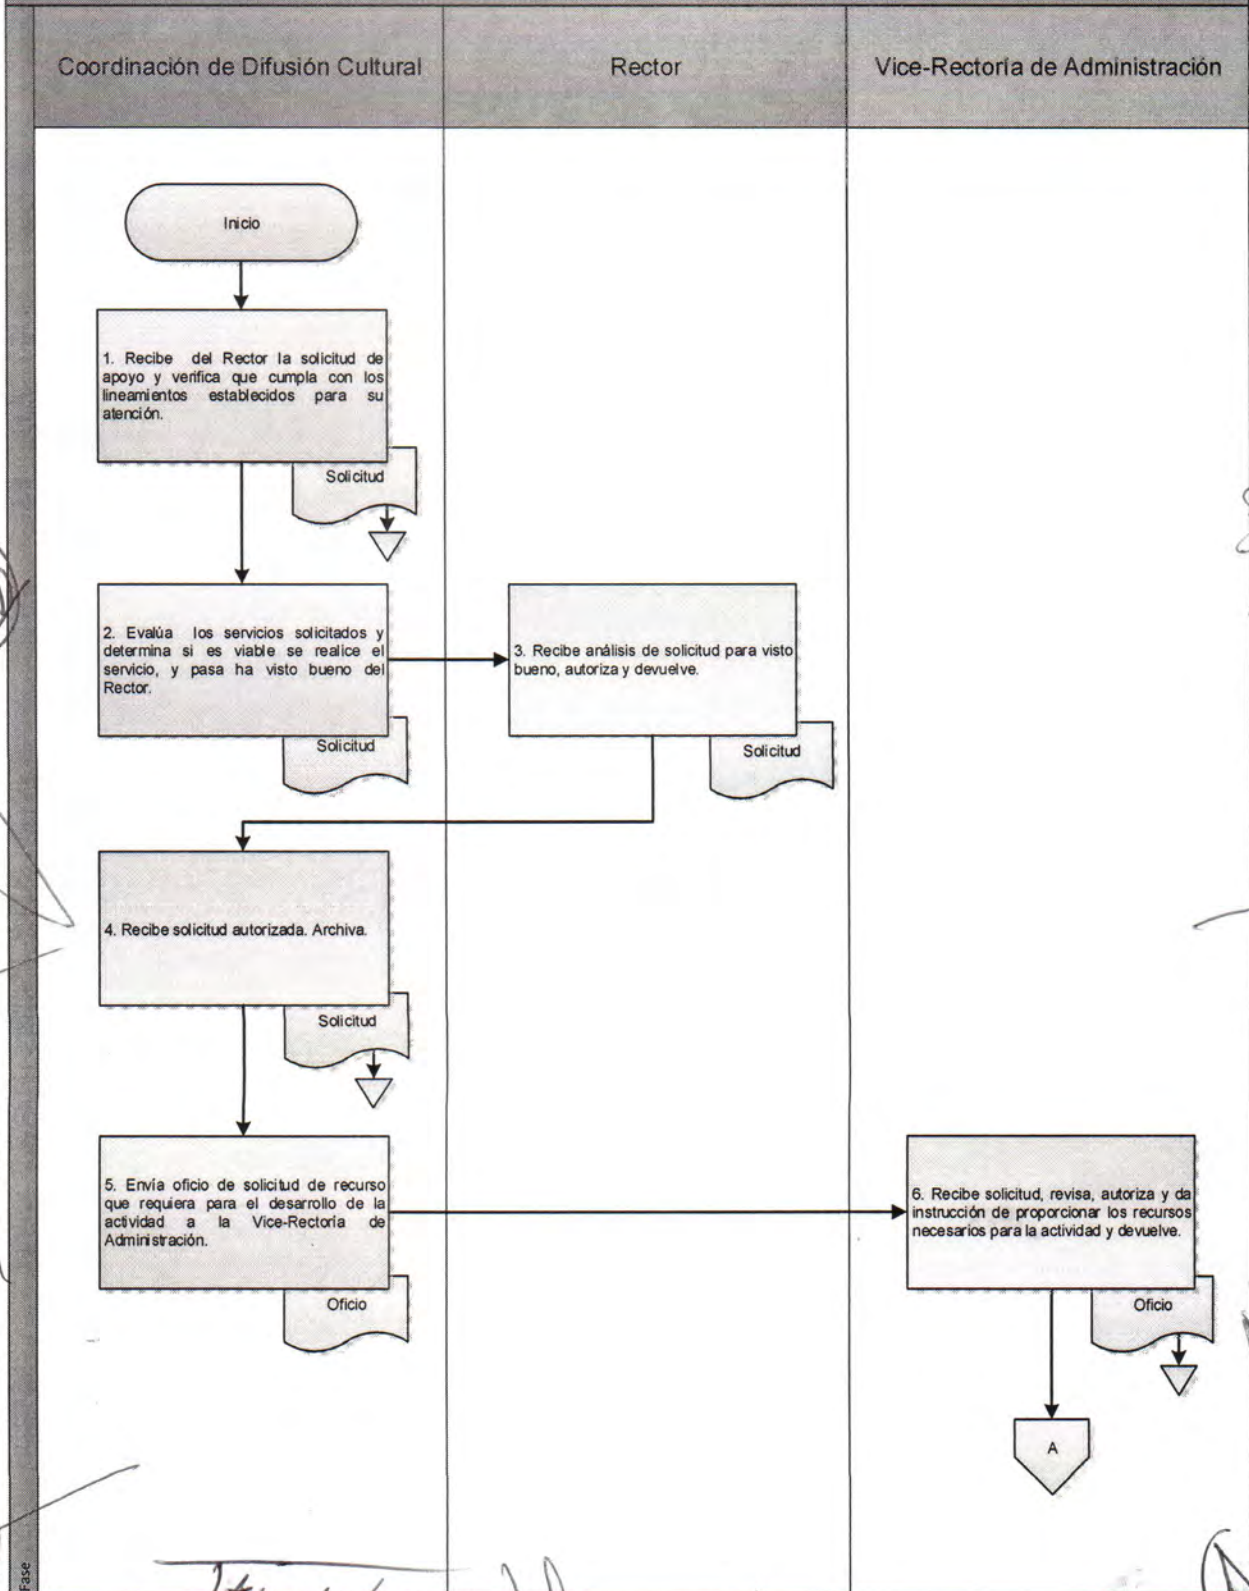 Coordinación de Difusión Cultural
Rector
Vice-Rectoría de Administración
Inicio
1. Recibe del Rector la solicitud de
apoyo y verifica que cumpla con los
lineamientos establecidos para su
atención.
Solicitud
2. Evalúa los servicios solicitados y
determina si es viable se realice el
servicio, y pasa ha visto bueno del
Rector.
Solicitud
3. Recibe análisis de solicitud para visto
bueno, autoriza y devuelve.
Solicitud
4. Recibe solicitud autorizada. Archiva.
Solicitud
5. Envía oficio de solicitud de recurso
que requiera para el desarrollo de la
actividad a la Vice-Rectoría de
Administración.
Oficio
6. Recibe solicitud, revisa, autoriza y da
instrucción de proporcionar los recursos
necesarios para la actividad y devuelve.
Oficio
A
Fase